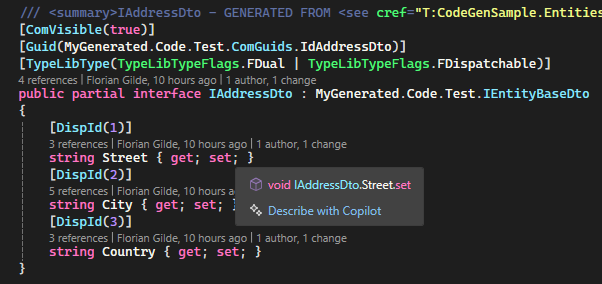 /// <summary>IAddressDto - GENERATED FROM <see cref="T:CodeGenSample.Entities
[ComVisible(true)]
[Guid(MyGenerated.Code.Test.ComGuids.IdAddressDto)]
[TypeLibType(TypeLibTypeFlags.FDual | TypeLibTypeFlags.FDispatchable)]
4 references | Florian Gilde, 10 hours ago | 1 author, 1 change
public partial interface IAddressDto : MyGenerated.Code.Test.IEntityBaseDto
{
[DispId(1)]
3 references | Florian Gilde, 10 hours ago | 1 author, 1 change
string Street { get; set; }
void IAddressDto.Street.set
Describe with Copilot
[DispId(2)]
5 references | Florian Gilde, 10
string City { get; set; }
[DispId(3)]
3 references | Florian Gilde, 10 hours ago | 1 author, 1 change
string Country { get; set; }
}